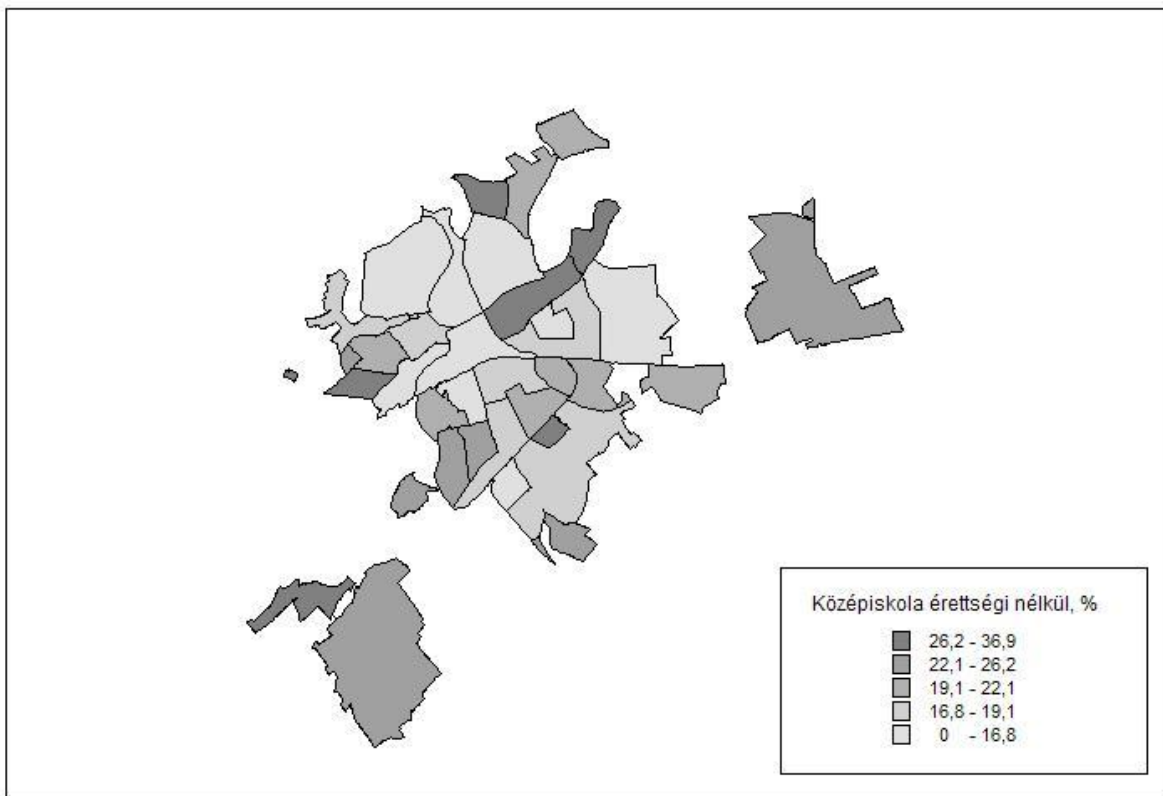 Középiskola érettségi nélkül, %
26,2 - 36,9
22,1 - 26,2
19,1 - 22,1
16,8 - 19,1
0 - 16,8